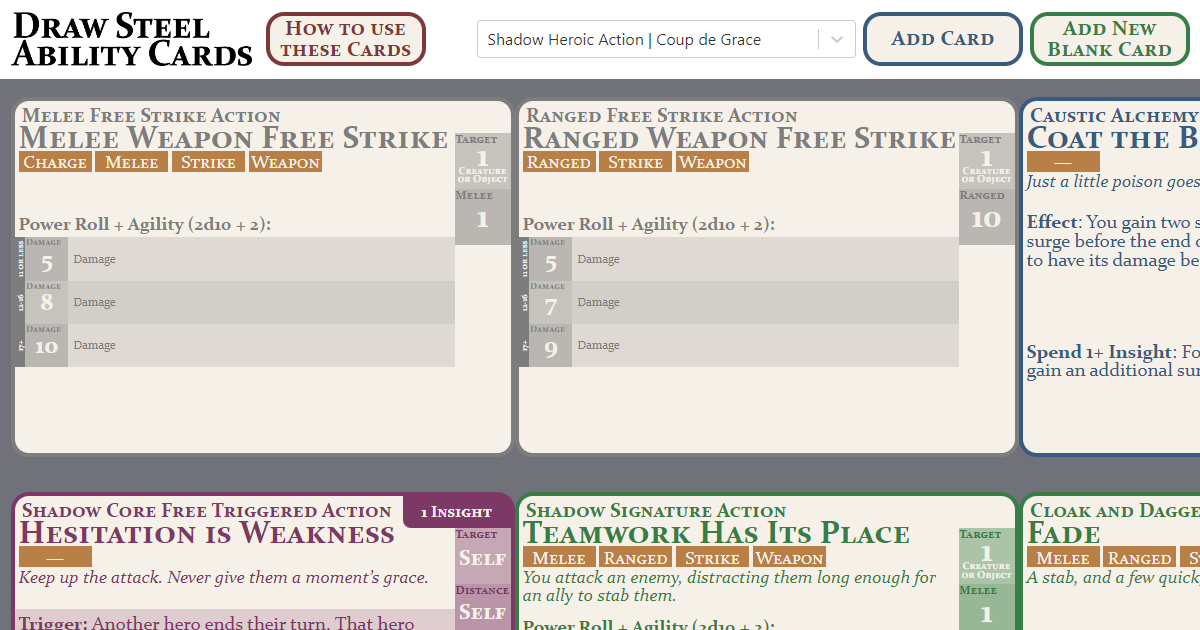 Draw Steel
Ability Cards
How to use
these Cards
Shadow Heroic Action | Coup de Grace
Add Card
Add New
Blank Card
Melee Free Strike Action
Melee Weapon Free Strike
Charge Melee Strike Weapon
Target
1
Creature
or Object
Melee
1
Power Roll + Agility (2d10 + 2):
11 or less
Damage
5
Damage
12-16
Damage
8
Damage
17+
Damage
10
Damage
Ranged Free Strike Action
Ranged Weapon Free Strike
Ranged Strike Weapon
Target
1
Creature
or Object
Ranged
10
Power Roll + Agility (2d10 + 2):
11 or less
Damage
5
Damage
12-16
Damage
7
Damage
17+
Damage
9
Damage
Caustic Alchemy
Coat the B
—
Just a little poison goes
Effect: You gain two s
surge before the end o
to have its damage be
Spend 1+ Insight: Fo
gain an additional sur
Shadow Core Free Triggered Action
1 Insight
Hesitation is Weakness
—
Keep up the attack. Never give them a moment's grace.
Target
Self
Distance
Self
Trigger: Another hero ends their turn. That hero
Shadow Signature Action
Teamwork Has Its Place
Melee Ranged Strike Weapon
You attack an enemy, distracting them long enough for
an ally to stab them.
Target
1
Creature
or Object
Melee
1
Power Roll + Agility (2d10 + 2):
Cloak and Dagge
Fade
Melee Ranged S
A stab, and a few quick,